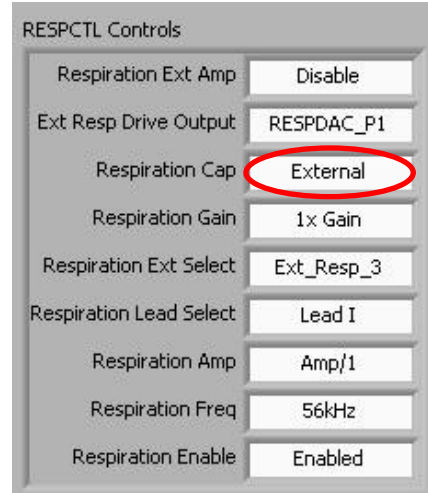 RESPCTL Controls
Respiration Ext Amp Disable
Ext Resp Drive Output RESPDAC_P1
Respiration Cap External
Respiration Gain 1x Gain
Respiration Ext Select Ext_Resp_3
Respiration Lead Select Lead I
Respiration Amp Amp/1
Respiration Freq 56kHz
Respiration Enable Enabled